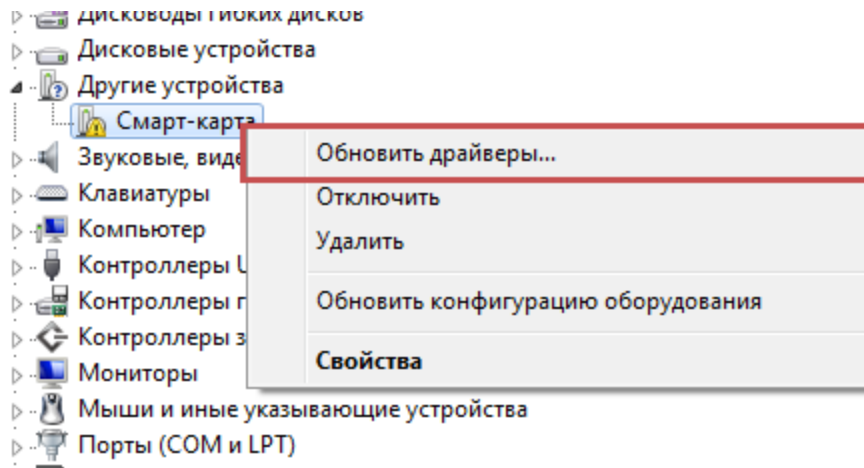 Дисководы гибких дисков
Дисковые устройства
Другие устройства
Смарт-карта
Обновить драйверы...
Звуковые, виде
Отключить
Клавиатуры
Удалить
Компьютер
Контроллеры
Обновить конфигурацию оборудования
Контроллеры
Контроллеры з
Свойства
Мониторы
Мыши и иные указывающие устройства
Порты (COM и LPT)